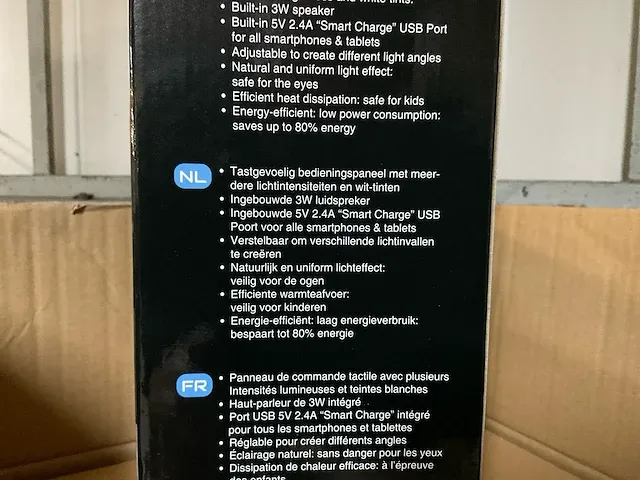 and white tints.
• Built-in 3W speaker
• Built-in 5V 2.4A “Smart Charge” USB Port
for all smartphones & tablets
• Adjustable to create different light angles
• Natural and uniform light effect:
safe for the eyes
• Efficient heat dissipation: safe for kids
• Energy-efficient: low power consumption:
saves up to 80% energy
NL
• Tastgevoelig bedieningspaneel met meer-
dere lichtintensiteiten en wit-tinten
• Ingebouwde 3W luidspreker
• Ingebouwde 5V 2.4A “Smart Charge” USB
Poort voor alle smartphones & tablets
• Verstelbaar om verschillende lichtinvallen
te creëren
• Natuurlijk en uniform lichteffect:
veilig voor de ogen
• Efficiente warmteafvoer:
veilig voor kinderen
• Energie-efficiënt: laag energieverbruik:
bespaart tot 80% energie
FR
• Panneau de commande tactile avec plusieurs
Intensités lumineuses et teintes blanches
• Haut-parleur de 3W intégré
• Port USB 5V 2.4A “Smart Charge” intégré
pour tous les smartphones et tablettes
• Réglable pour créer différents angles
• Éclairage naturel: sans danger pour les yeux
• Dissipation de chaleur efficace: à l'épreuve
des enfants